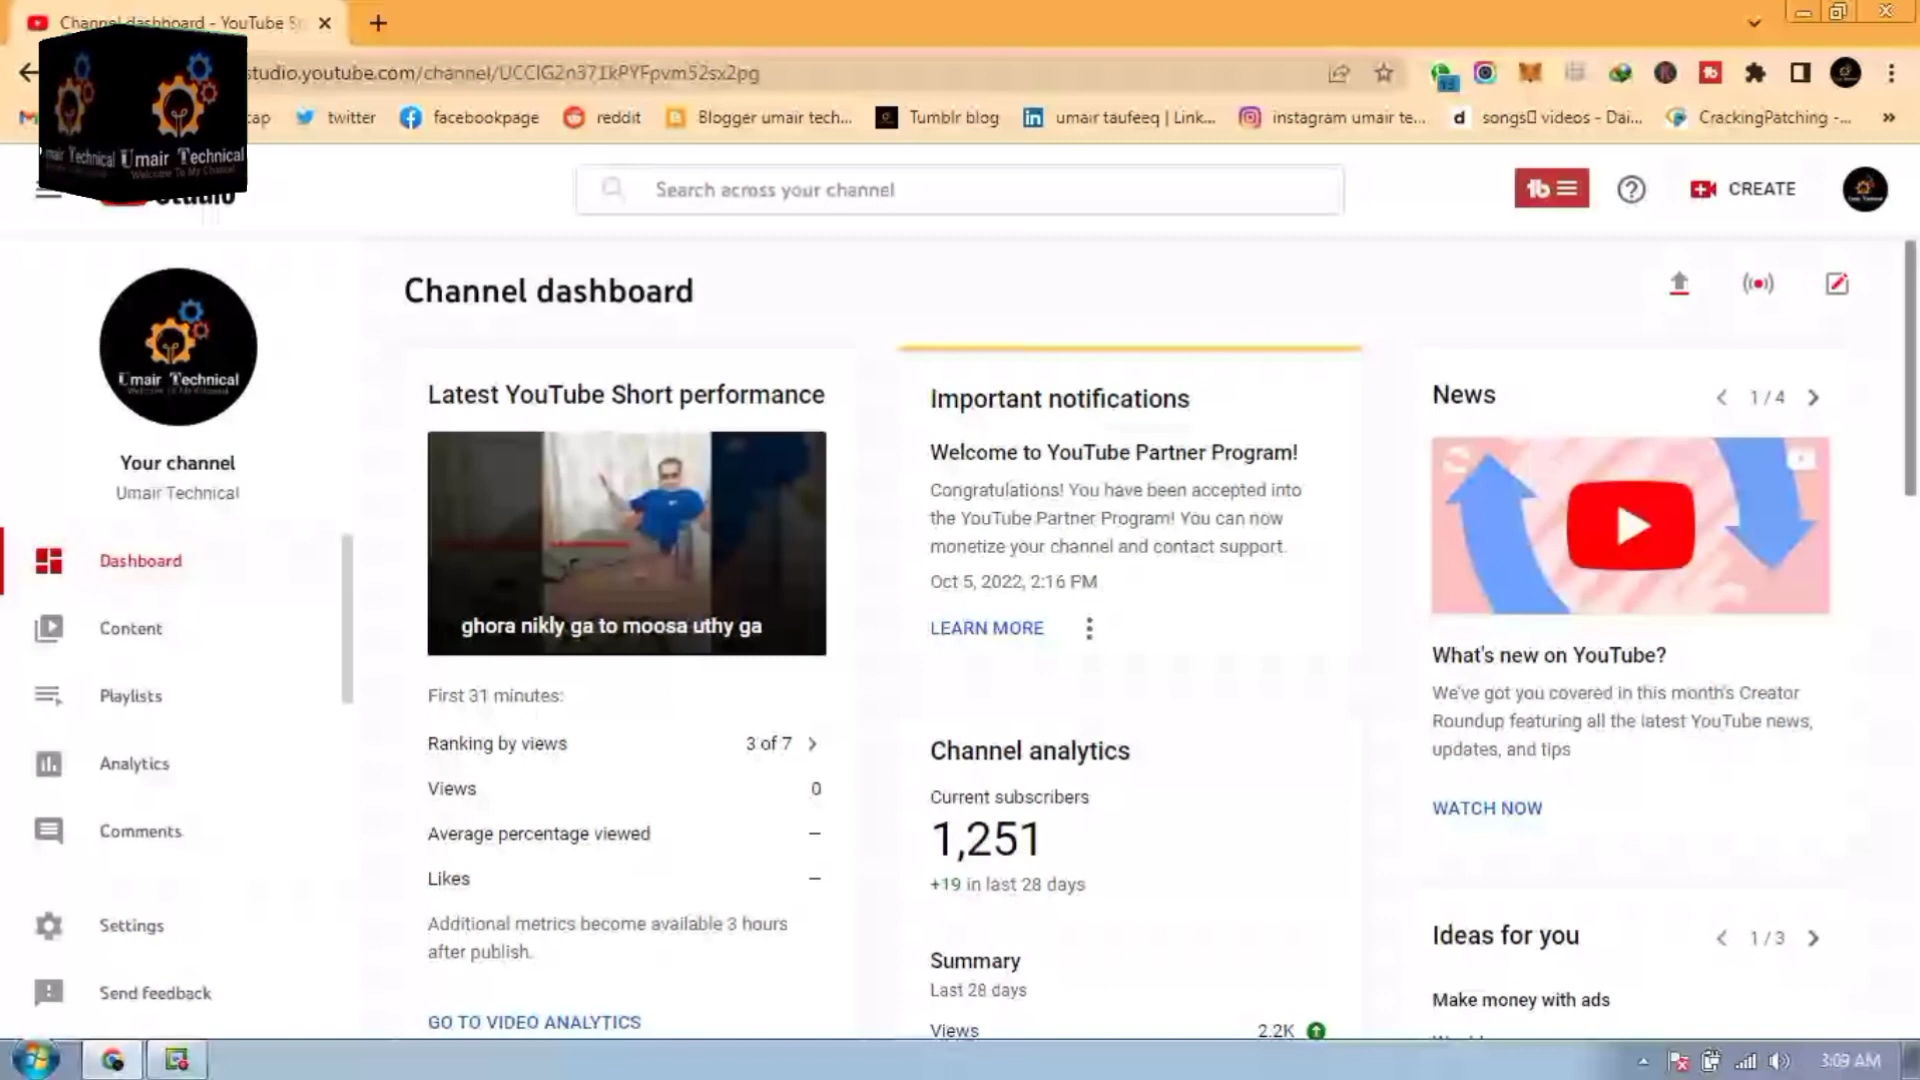 Channel dashboard - YouTube S
studio.youtube.com/channel/UCClG2n371kPYFpvm52sx2pg
twitter
facebookpage
reddit
Blogger umair tech...
Tumblr blog
umair taufeeq | Link...
instagram umair te...
songs▯ videos - Dai...
CrackingPatching -...
»
Umair Technical
Welcome To My Channel
Studio
Search across your channel
CREATE
Channel dashboard
Umair Technical
Your channel
Umair Technical
Dashboard
Content
Playlists
Analytics
Comments
Settings
Send feedback
Latest YouTube Short performance
ghora nikly ga to moosa uthy ga
First 31 minutes:
Ranking by views 3 of 7
Views 0
Average percentage viewed —
Likes —
Additional metrics become available 3 hours
after publish.
GO TO VIDEO ANALYTICS
Important notifications
Welcome to YouTube Partner Program!
Congratulations! You have been accepted into
the YouTube Partner Program! You can now
monetize your channel and contact support.
Oct 5, 2022, 2:16 PM
LEARN MORE
Channel analytics
Current subscribers
1,251
+19 in last 28 days
Summary
Last 28 days
Views 2.2K
News 1 / 4
What's new on YouTube?
We've got you covered in this month's Creator
Roundup featuring all the latest YouTube news,
updates, and tips
WATCH NOW
Ideas for you 1 / 3
Make money with ads
3:09 AM